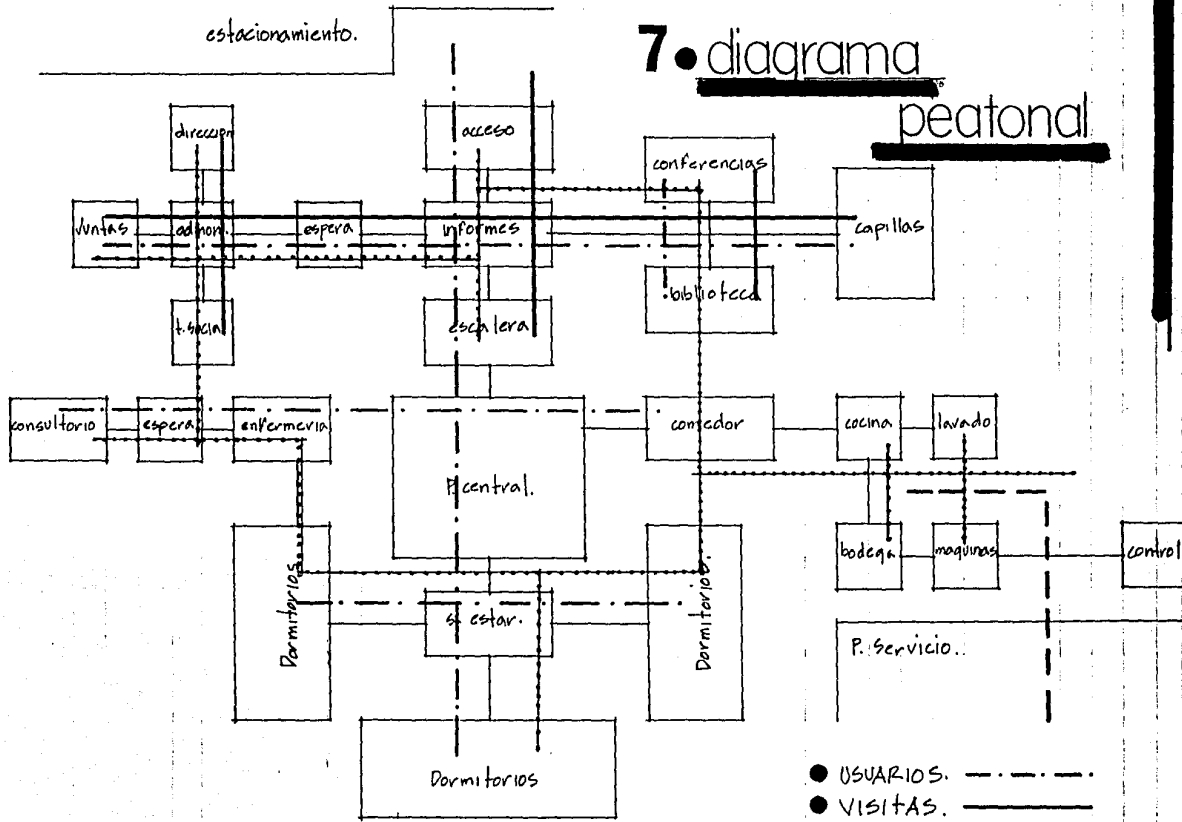 estacionamiento.
7• diagrama
peatonal
direccion
acceso
conferencias
juntas
admon.
espera
informes
capillas
t. social
escalera
biblioteca
consultorio
espera
enfermeria
P. central.
comedor
cocina
lavado
bodega
maquinas
control
Dormitorios
s. estar.
Dormitorios.
P. Servicio..
Dormitorios
● USUARIOS.
● VISITAS.